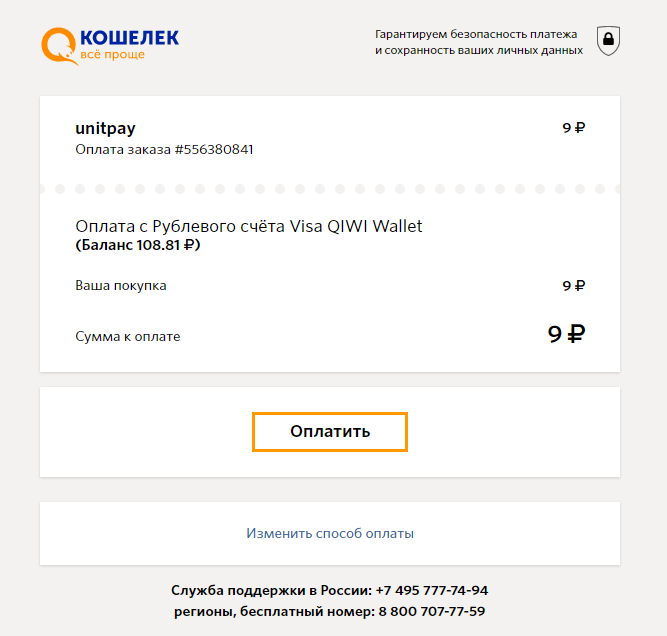 КОШЕЛЕК
всё проще
Гарантируем безопасность платежа
и сохранность ваших личных данных
unitpay 9 ₽
Оплата заказа #556380841
Оплата с Рублевого счёта Visa QIWI Wallet
(Баланс 108.81 ₽)
Ваша покупка 9 ₽
Сумма к оплате 9 ₽
Оплатить
Изменить способ оплаты
Служба поддержки в России: +7 495 777-74-94
регионы, бесплатный номер: 8 800 707-77-59